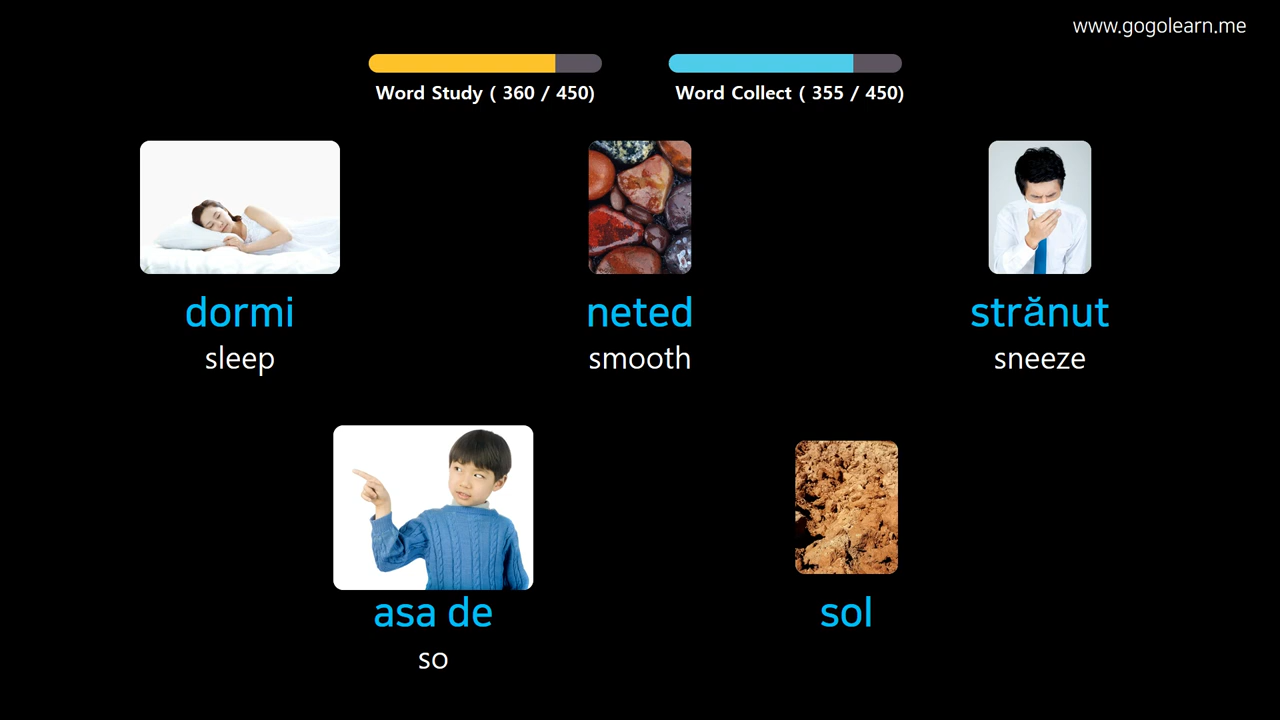 www.gogolearn.me
Word Study ( 360 / 450)
Word Collect ( 355 / 450)
dormi
sleep
neted
smooth
strănut
sneeze
asa de
so
sol